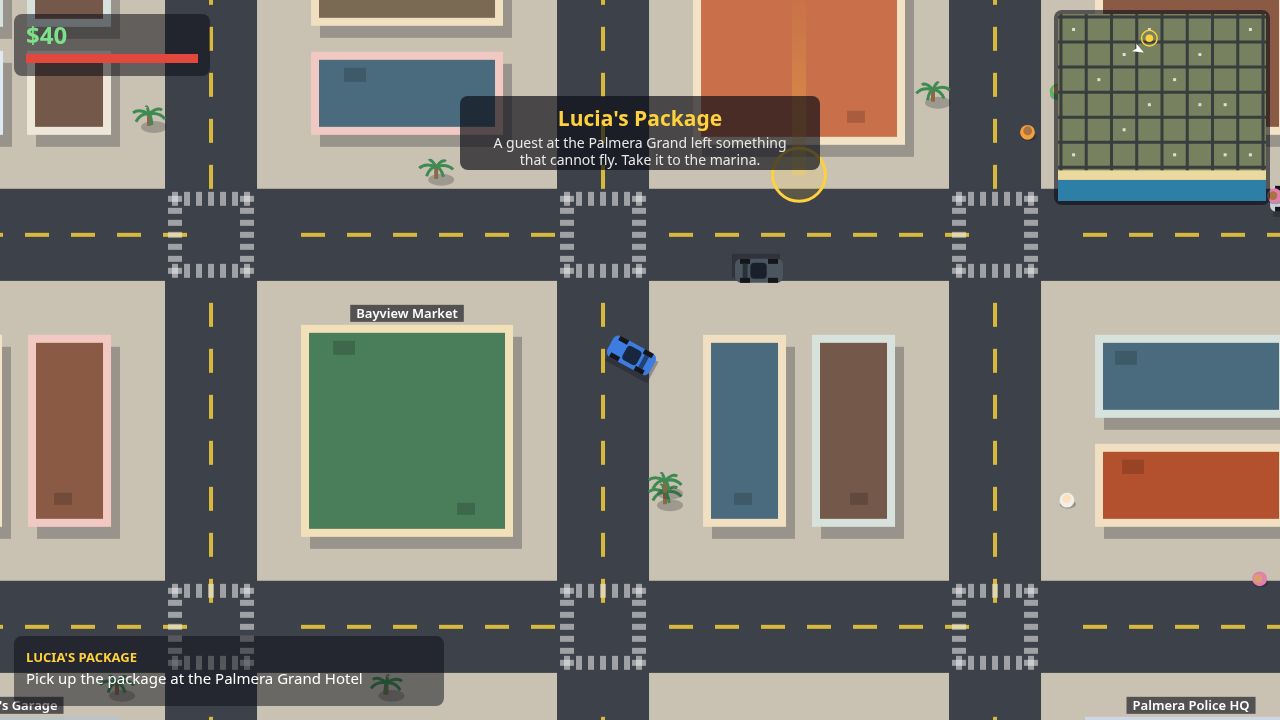 $40
Lucia's Package
A guest at the Palmera Grand left something
that cannot fly. Take it to the marina.
Bayview Market
LUCIA'S PACKAGE
Pick up the package at the Palmera Grand Hotel
's Garage
Palmera Police HQ